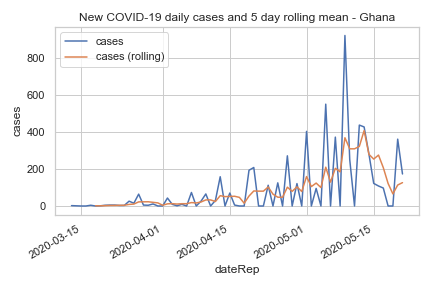 New COVID-19 daily cases and 5 day rolling mean - Ghana
cases
cases (rolling)
800
600
400
200
0
cases
2020-03-15
2020-04-01
2020-04-15
2020-05-01
2020-05-15
dateRep